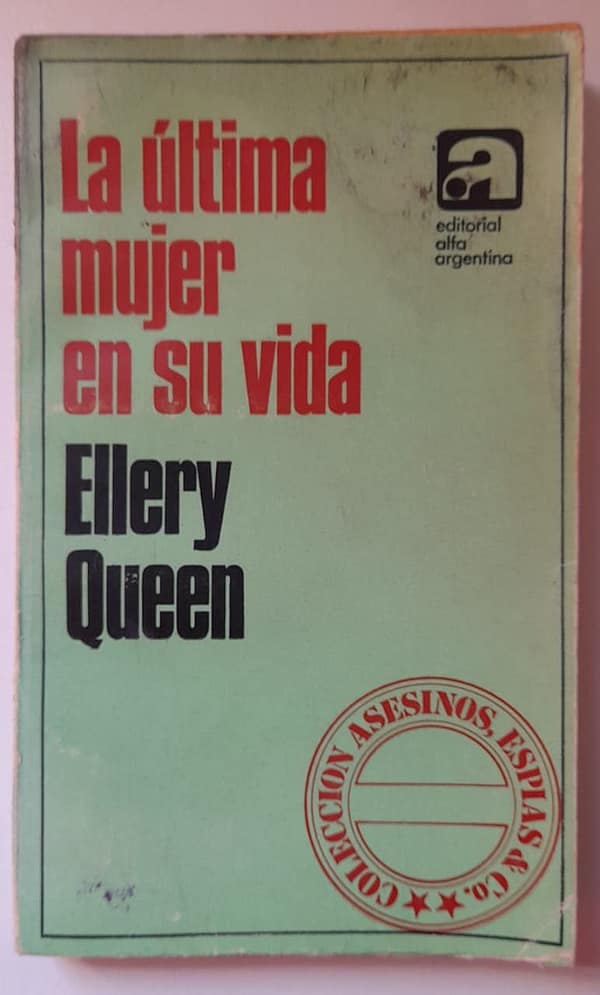 La última
mujer
en su vida
Ellery
Queen
a
editorial
alfa
argentina
COLECCION ASESINOS, ESPIAS & Co.